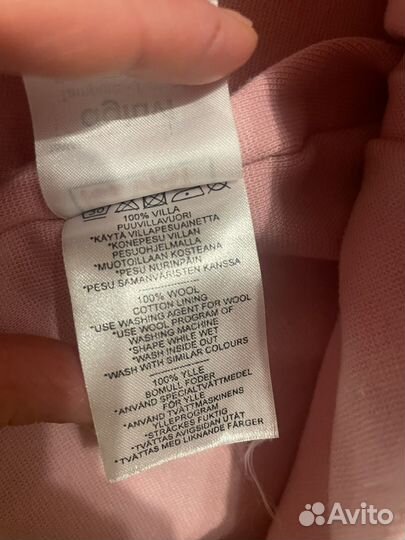 30
100% VILLA
PUUVILLAVUORI
*KÄYTÄ VILLAPESUAINETTA
*KONEPESU VILLAN
PESUOHJELMALLA
*MUOTOILLAAN KOSTEANA
*PESU NURINPÄIN
*PESU SAMANVÄRISTEN KANSSA
100% WOOL
COTTON LINING
*USE WASHING AGENT FOR WOOL
*USE WOOL PROGRAM OF
WASHING MACHINE
*SHAPE WHILE WET
*WASH INSIDE OUT
*WASH WITH SIMILAR COLOURS
100% YLLE
BOMULL FODER
*ANVÄND SPECIALTVÄTTMEDEL
FÖR YLLE
*ANVÄND TVÄTTMASKINENS
YLLEPROGRAM
*STRÄCKES FUKTIG
*TVÄTTAS AVIGSIDAN UTÅT
*TVÄTTAS MED LIKNANDE FÄRGER
Avito